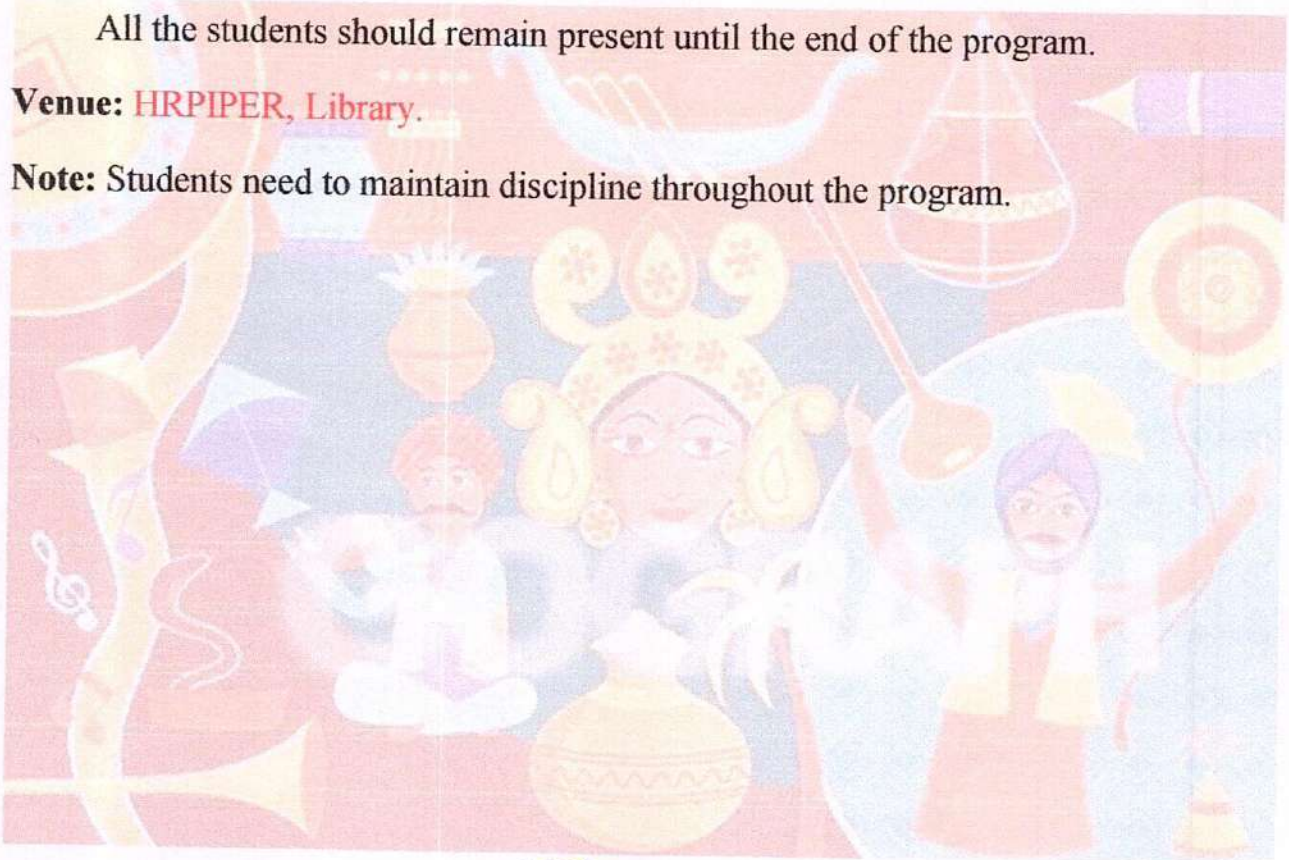 All the students should remain present until the end of the program.
Venue: HRPIPER, Library.
Note: Students need to maintain discipline throughout the program.